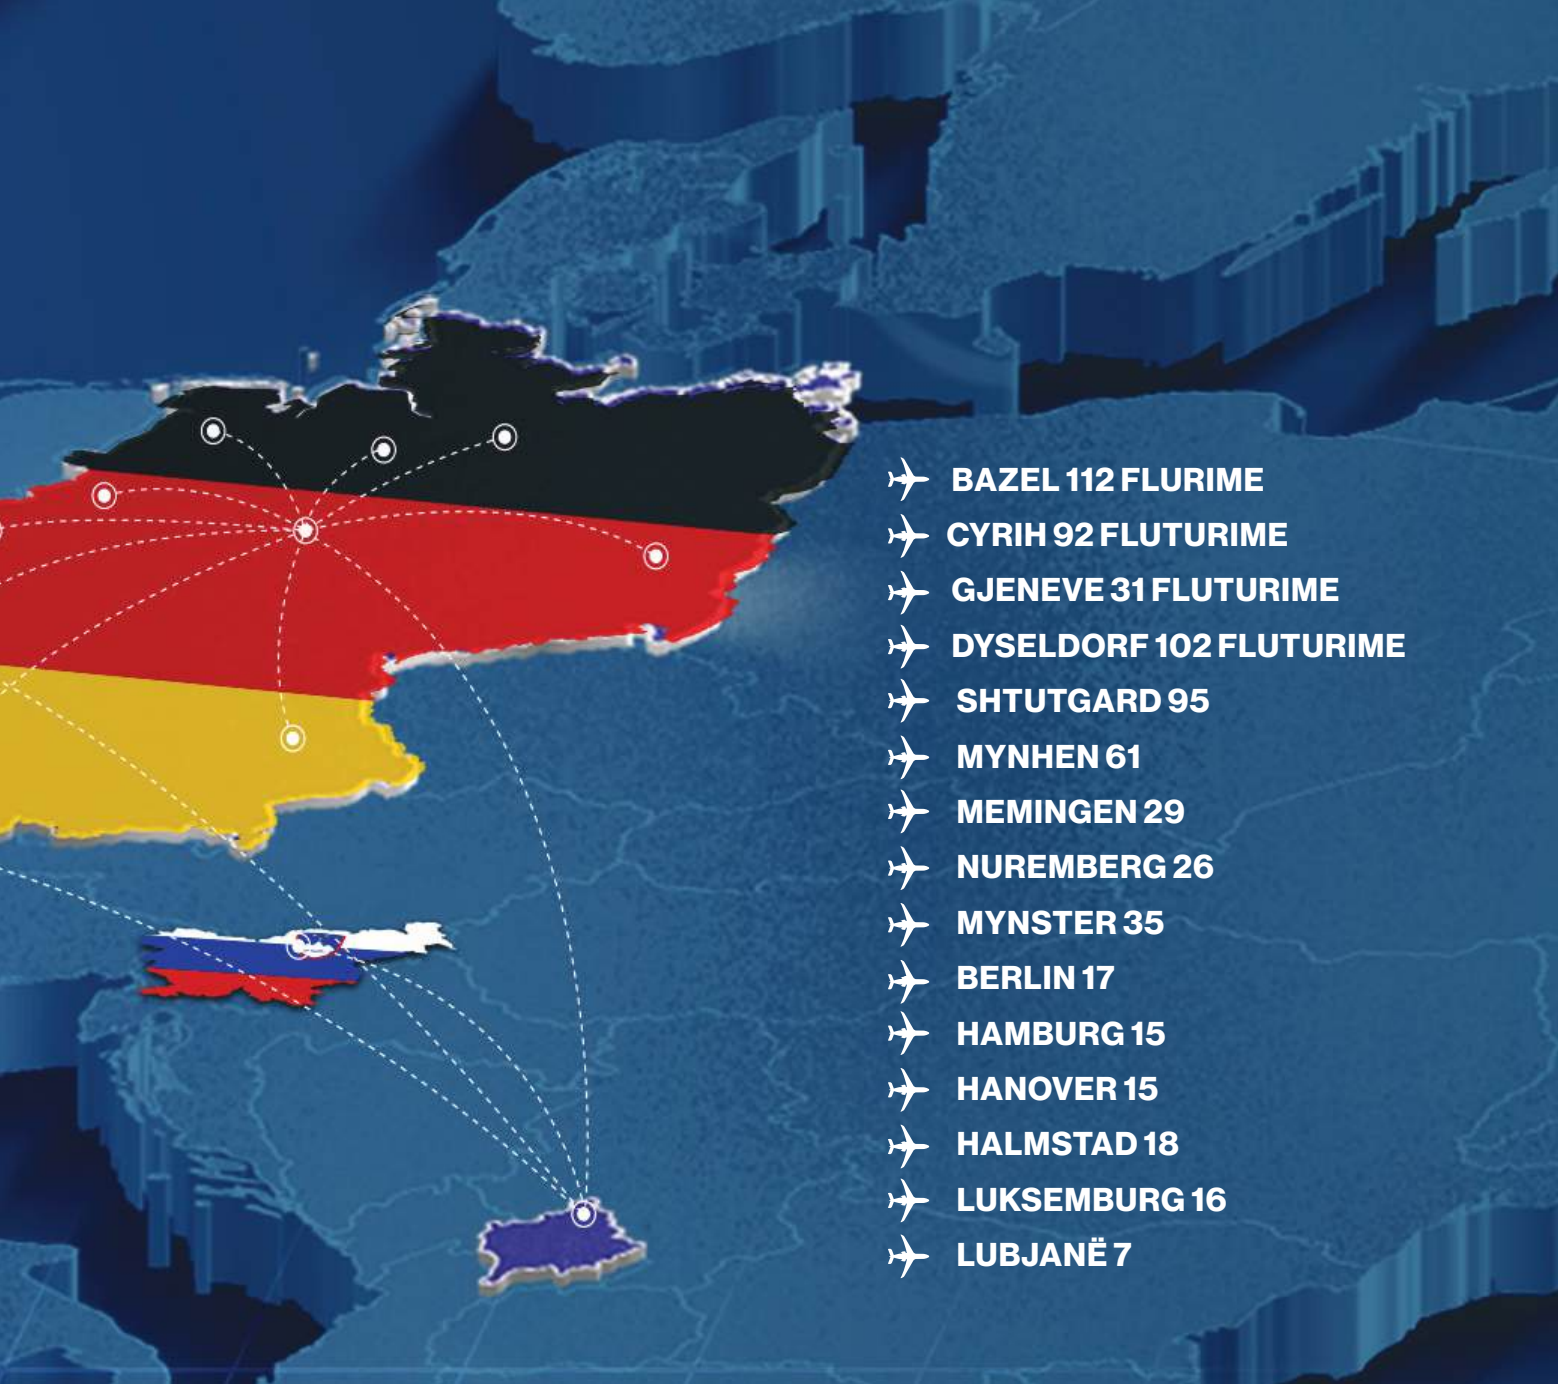 BAZEL 112 FLURIME
CYRIH 92 FLUTURIME
GJENEVE 31 FLUTURIME
DYSELDORF 102 FLUTURIME
SHTUTGARD 95
MYNHEN 61
MEMINGEN 29
NUREMBERG 26
MYNSTER 35
BERLIN 17
HAMBURG 15
HANOVER 15
HALMSTAD 18
LUKSEMBURG 16
LUBJANË 7